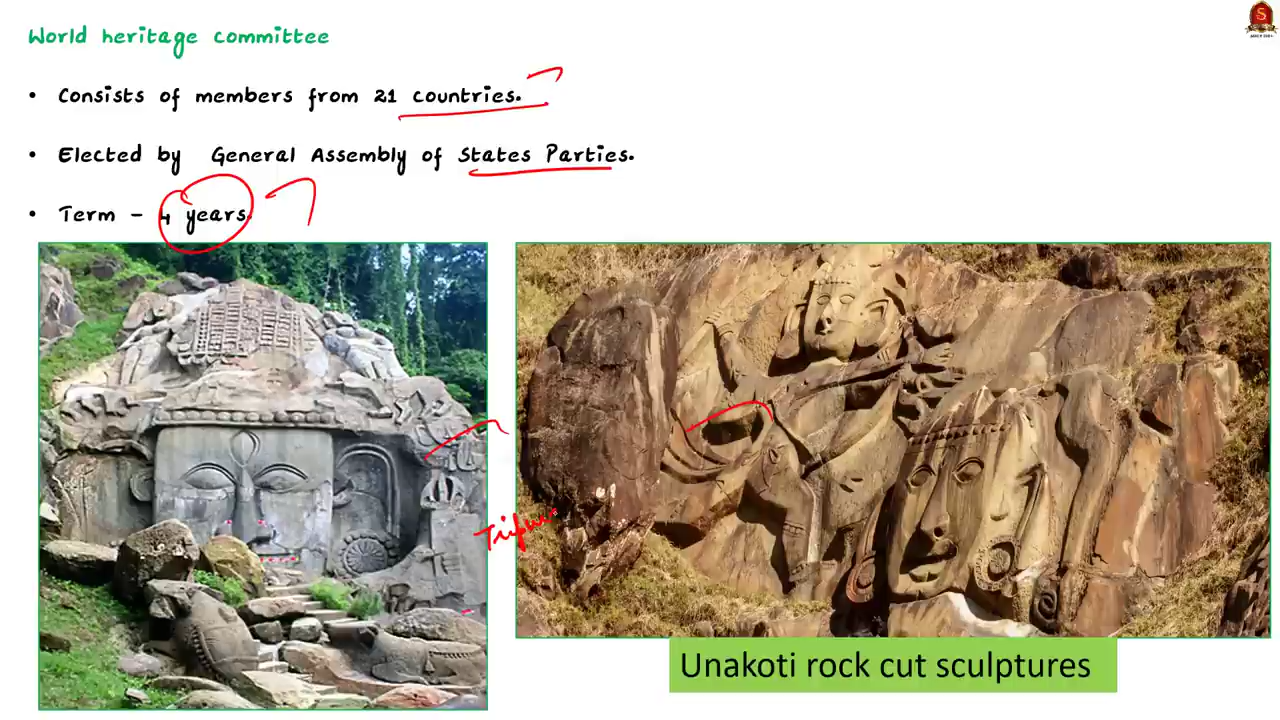 World heritage committee
• Consists of members from 21 countries.
• Elected by General Assembly of States Parties.
• Term - 4 years.
Unakoti rock cut sculptures